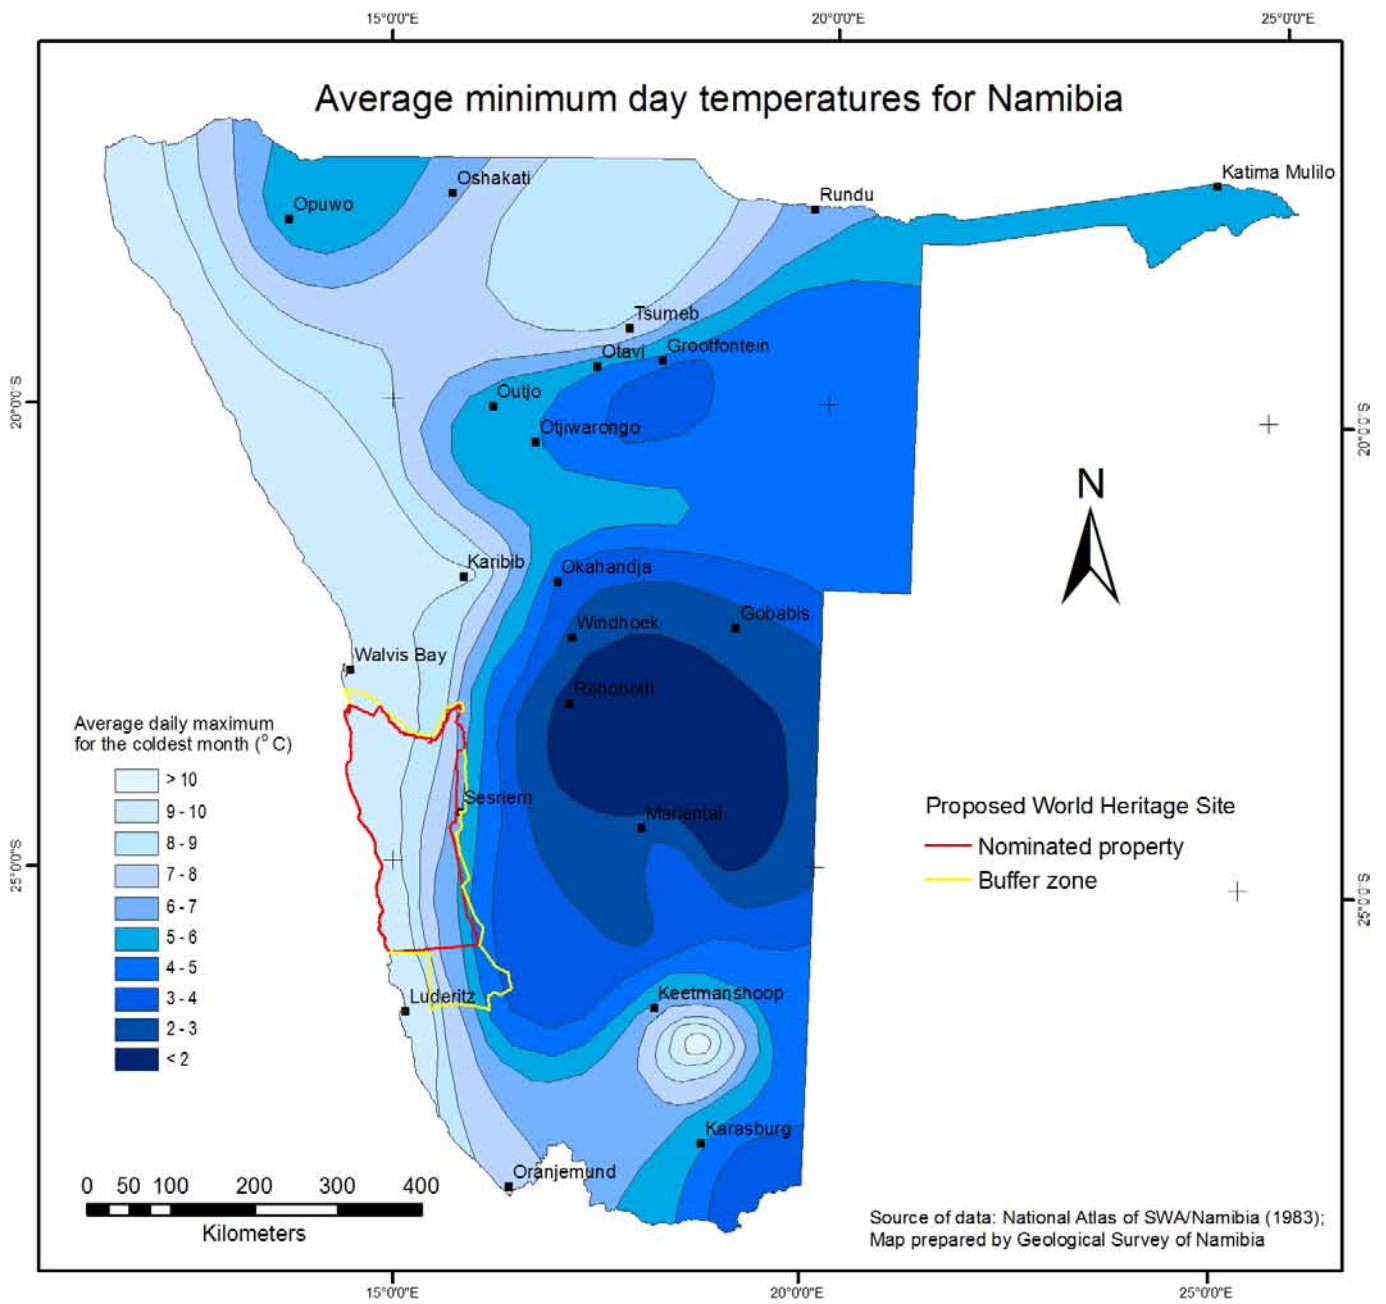 15°0'0"E 20°0'0"E 25°0'0"E
Average minimum day temperatures for Namibia
Katima Mulilo
Oshakati
Rundu
Opuwo
Tsumeb
Otavi
Grootfontein
20°0'0"S
20°0'0"S
Outjo
Otjiwarongo
N
Karibib
Okahandja
Gobabis
Windhoek
Walvis Bay
Rehoboth
Average daily maximum
for the coldest month (°C)
> 10
9 - 10
8 - 9
7 - 8
6 - 7
5 - 6
4 - 5
3 - 4
2 - 3
< 2
Sesriem
Mariental
Proposed World Heritage Site
Nominated property
Buffer zone
25°0'0"S
25°0'0"S
Luderitz
Keetmanshoop
Karasburg
Oranjemund
0 50 100 200 300 400
Kilometers
Source of data: National Atlas of SWA/Namibia (1983);
Map prepared by Geological Survey of Namibia
15°0'0"E 20°0'0"E 25°0'0"E